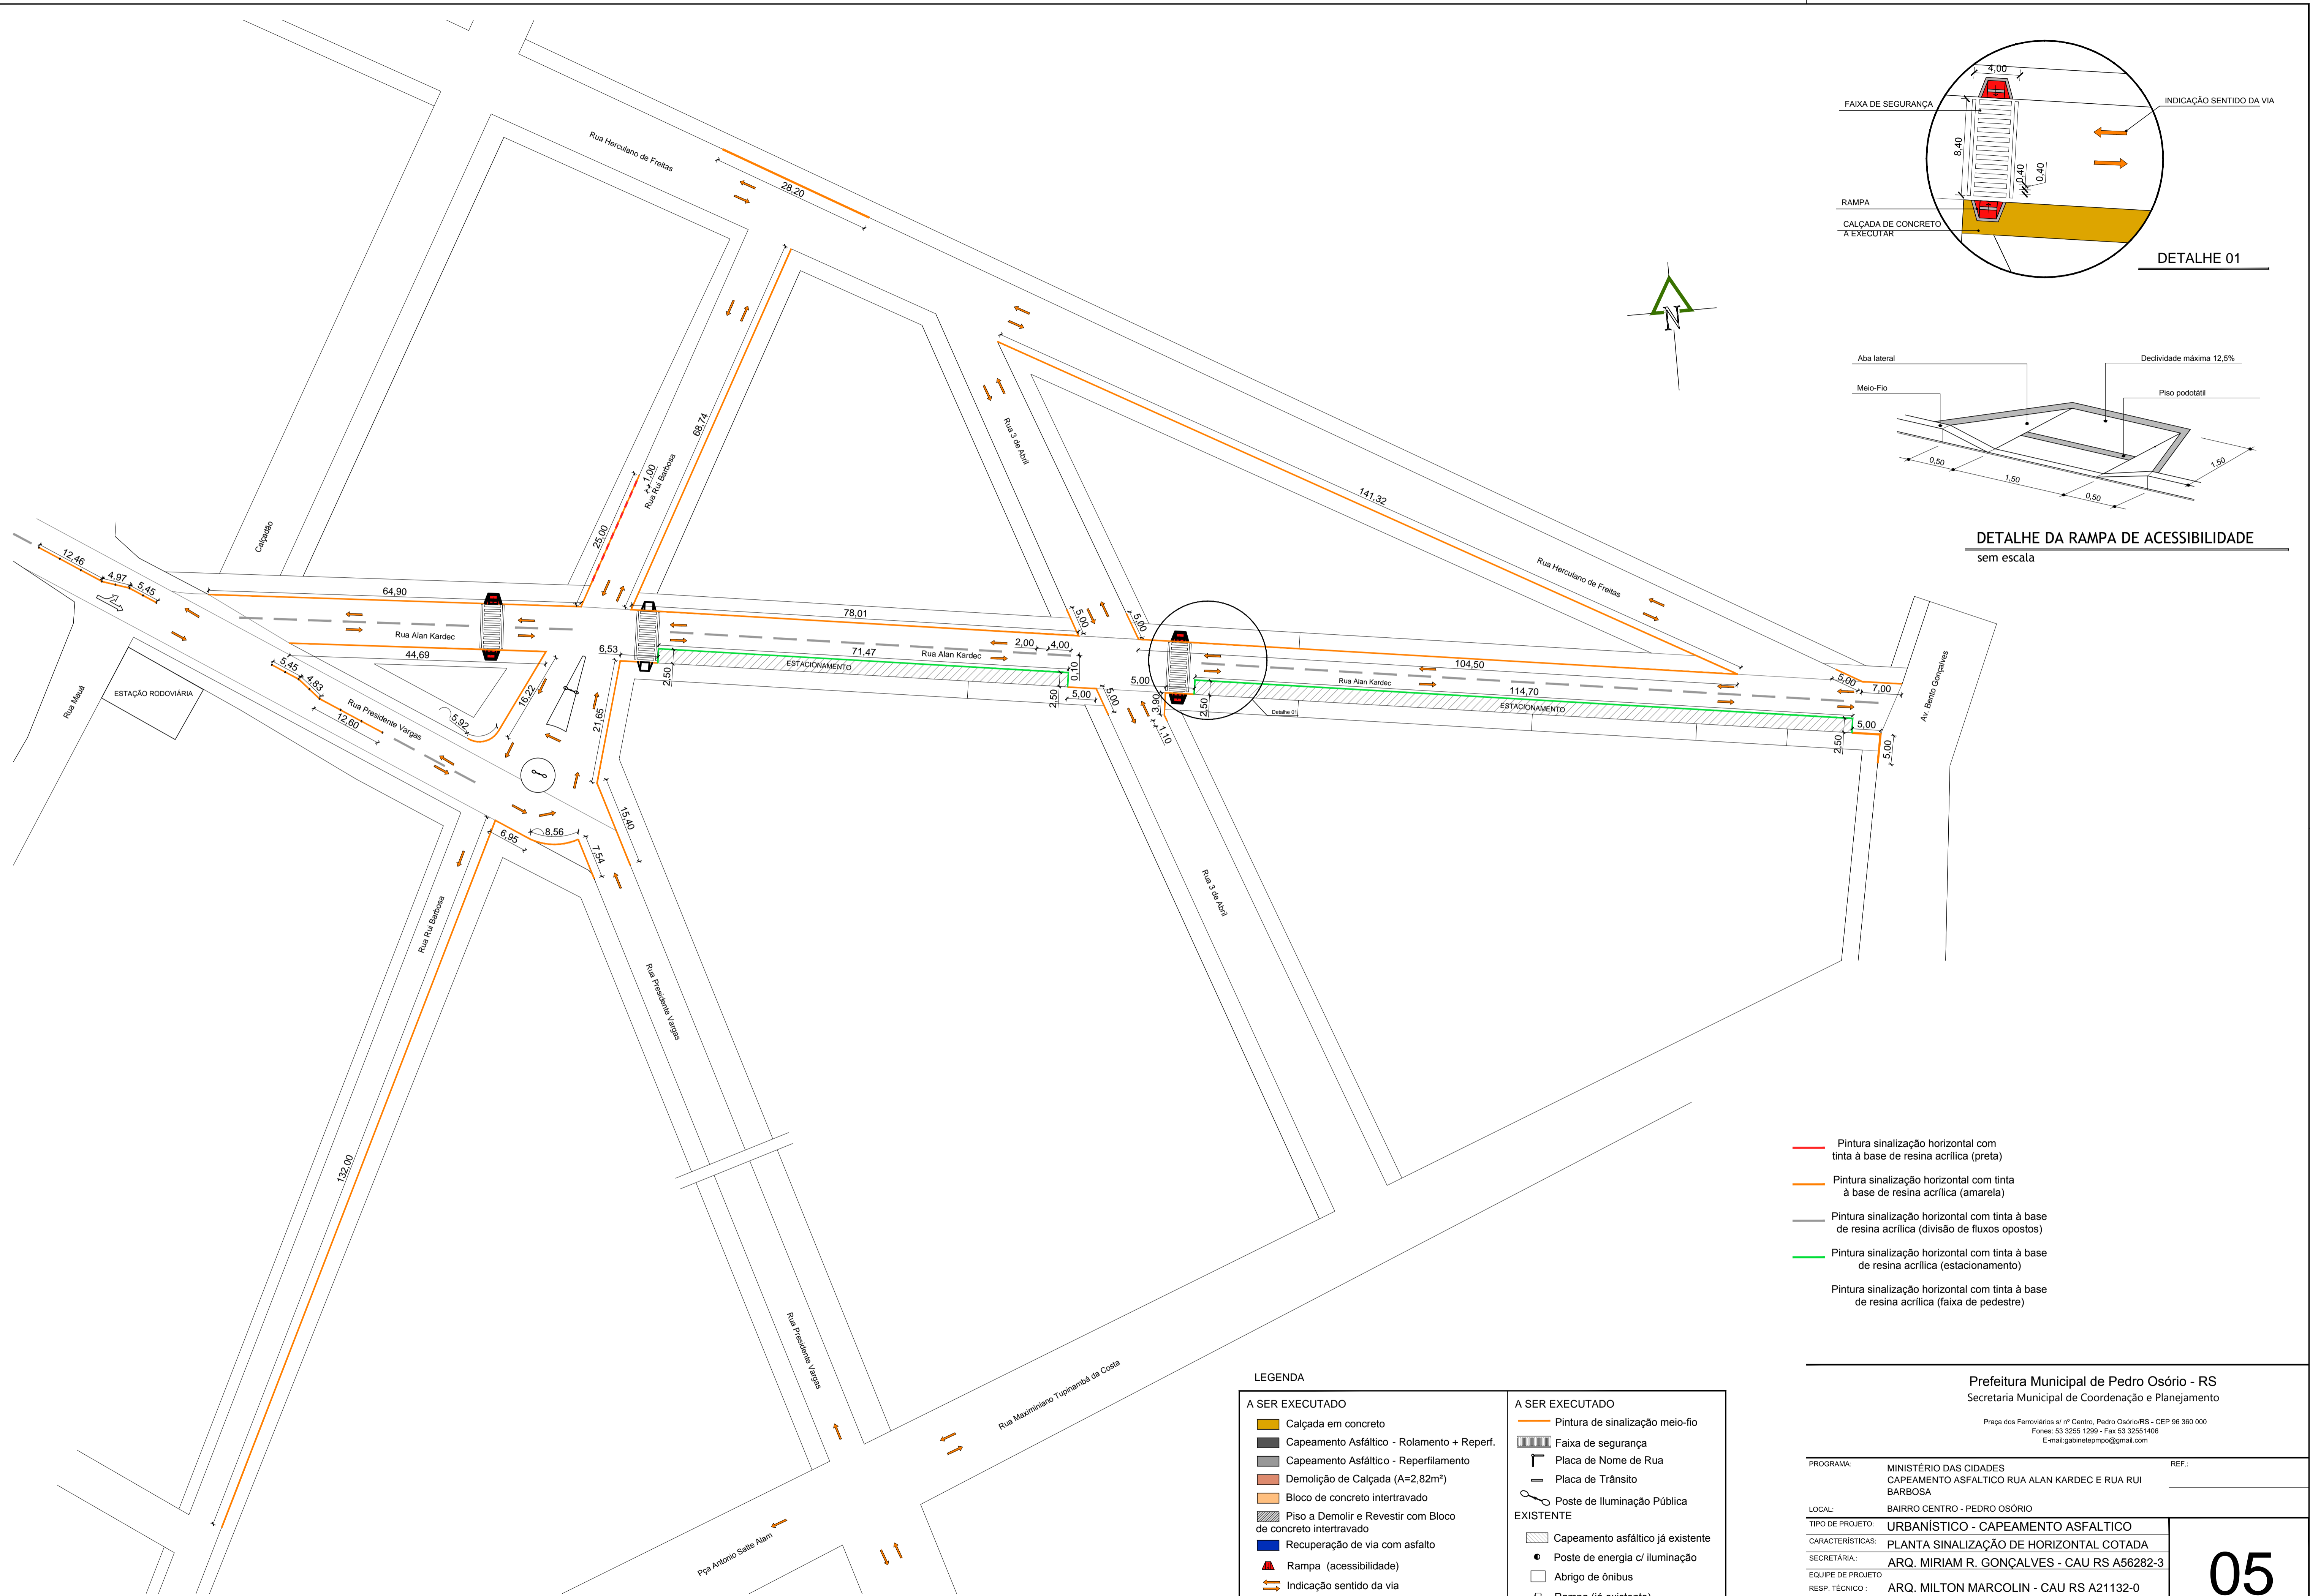 Rua Herculano de Freitas
28,20
68,74
1,00
Rua Rui Barbosa
25,00
Rua 3 de Abril
141,32
Rua Herculano de Freitas
Calçadão
12,46
4,97
5,45
64,90
Rua Alan Kardec
44,69
6,53
78,01
5,00
71,47
ESTACIONAMENTO
2,50
Rua Alan Kardec
2,00
4,00
0,10
2,50
5,00
5,00
5,00
5,00
3,90
1,10
2,50
Detalhe 01
104,50
Rua Alan Kardec
114,70
ESTACIONAMENTO
5,00
7,00
5,00
2,50
5,00
Av. Bento Gonçalves
Rua Mauá
ESTAÇÃO RODOVIÁRIA
5,45
4,83
12,60
Rua Presidente Vargas
5,92
16,22
21,65
15,40
6,95
8,56
7,54
Rua Rui Barbosa
132,00
Rua Presidente Vargas
Rua 3 de Abril
Rua Presidente Vargas
Rua Maximiniano Tupinambá da Costa
Pça Antonio Satte Alam
N
4,00
FAIXA DE SEGURANÇA
INDICAÇÃO SENTIDO DA VIA
8,40
0,40
0,40
RAMPA
CALÇADA DE CONCRETO
A EXECUTAR
DETALHE 01
Aba lateral
Declividade máxima 12,5%
Meio-Fio
Piso podotátil
0,50
1,50
0,50
1,50
DETALHE DA RAMPA DE ACESSIBILIDADE
sem escala
Pintura sinalização horizontal com
tinta à base de resina acrílica (preta)
Pintura sinalização horizontal com tinta
à base de resina acrílica (amarela)
Pintura sinalização horizontal com tinta à base
de resina acrílica (divisão de fluxos opostos)
Pintura sinalização horizontal com tinta à base
de resina acrílica (estacionamento)
Pintura sinalização horizontal com tinta à base
de resina acrílica (faixa de pedestre)
LEGENDA
A SER EXECUTADO
Calçada em concreto
Capeamento Asfáltico - Rolamento + Reperf.
Capeamento Asfáltico - Reperfilamento
Demolição de Calçada (A=2,82m²)
Bloco de concreto intertravado
Piso a Demolir e Revestir com Bloco
de concreto intertravado
Recuperação de via com asfalto
Rampa (acessibilidade)
Indicação sentido da via
A SER EXECUTADO
Pintura de sinalização meio-fio
Faixa de segurança
Placa de Nome de Rua
Placa de Trânsito
Poste de Iluminação Pública
EXISTENTE
Capeamento asfáltico já existente
Poste de energia c/ iluminação
Abrigo de ônibus
Rampa (já existente)
Prefeitura Municipal de Pedro Osório - RS
Secretaria Municipal de Coordenação e Planejamento
Praça dos Ferroviários s/ nº Centro, Pedro Osório/RS - CEP 96 360 000
Fones: 53 3255 1299 - Fax 53 32551406
E-mail:gabinetepmpo@gmail.com
PROGRAMA: MINISTÉRIO DAS CIDADES
CAPEAMENTO ASFALTICO RUA ALAN KARDEC E RUA RUI
BARBOSA
REF.:
LOCAL: BAIRRO CENTRO - PEDRO OSÓRIO
TIPO DE PROJETO: URBANÍSTICO - CAPEAMENTO ASFALTICO
CARACTERÍSTICAS: PLANTA SINALIZAÇÃO DE HORIZONTAL COTADA
SECRETÁRIA.: ARQ. MIRIAM R. GONÇALVES - CAU RS A56282-3
EQUIPE DE PROJETO
RESP. TÉCNICO : ARQ. MILTON MARCOLIN - CAU RS A21132-0
05